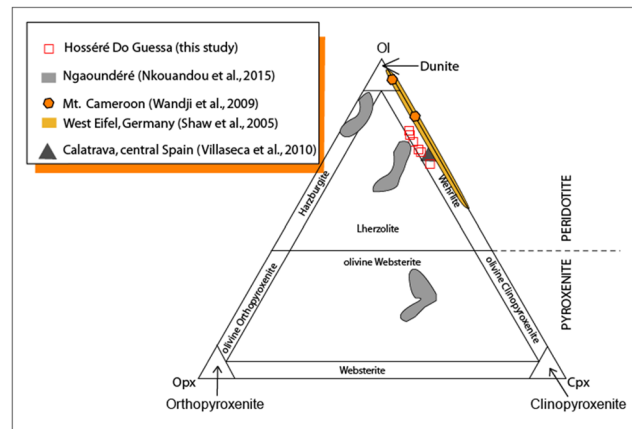 Hosséré Do Guessa (this study)
Ngaoundéré (Nkouandou et al., 2015)
Mt. Cameroon (Wandji et al., 2009)
West Eifel, Germany (Shaw et al., 2005)
Calatrava, central Spain (Villaseca et al., 2010)
Ol
Dunite
Harzburgite
Wehrlite
Lherzolite
PERIDOTITE
olivine Websterite
PYROXENITE
olivine Orthopyroxenite
olivine Clinopyroxenite
Websterite
Opx
Cpx
Orthopyroxenite
Clinopyroxenite